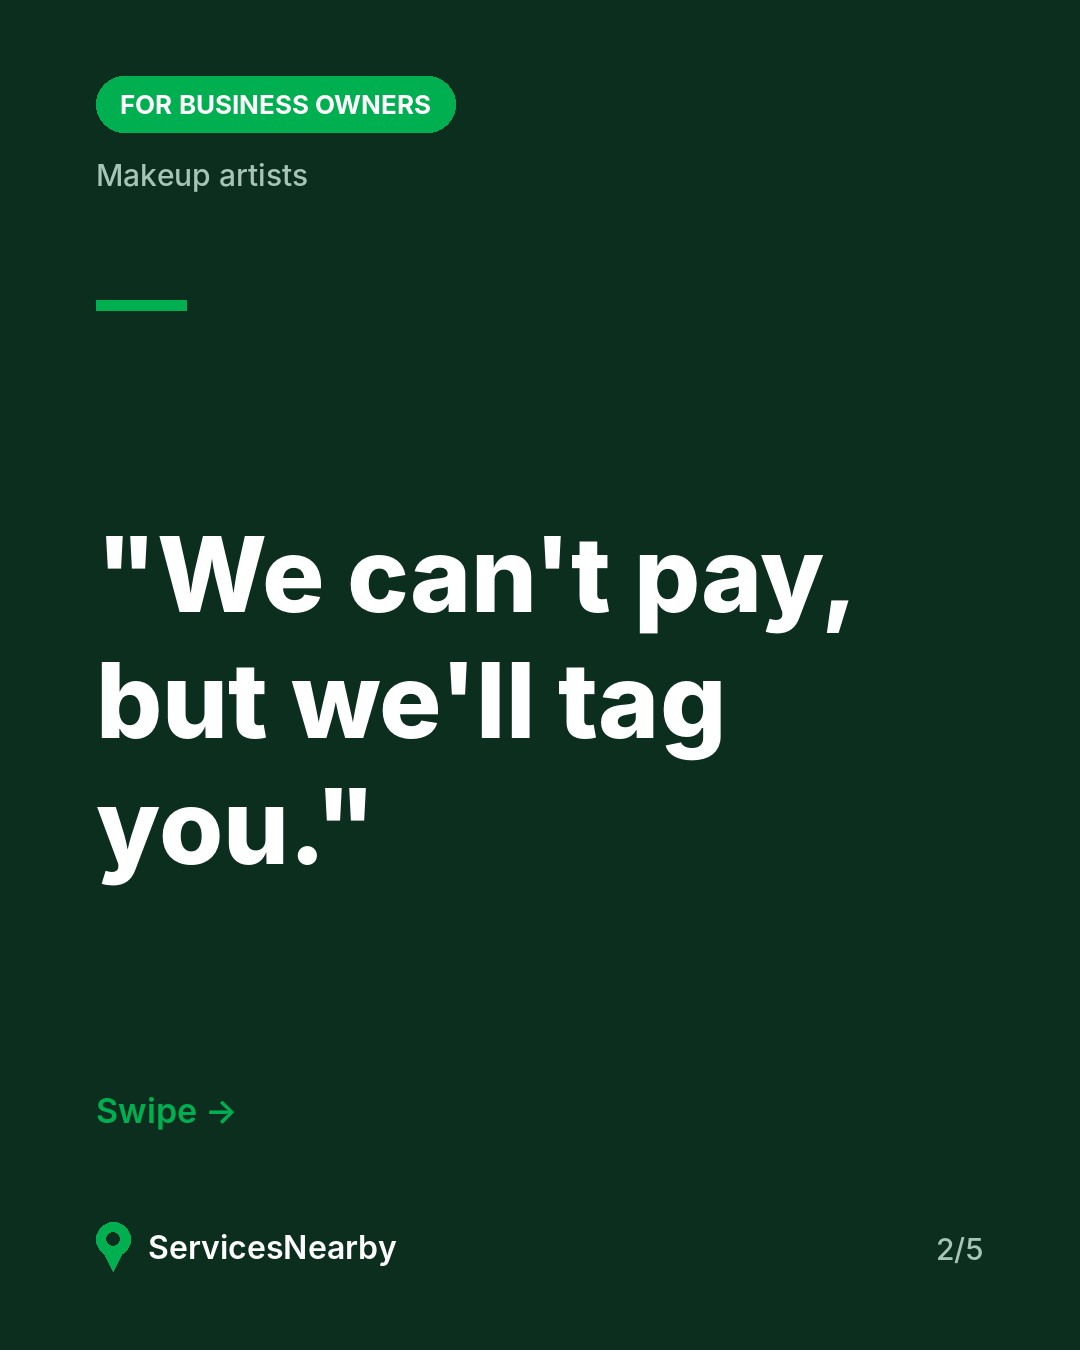 FOR BUSINESS OWNERS
Makeup artists
"We can't pay,
but we'll tag
you."
Swipe →
ServicesNearby
2/5